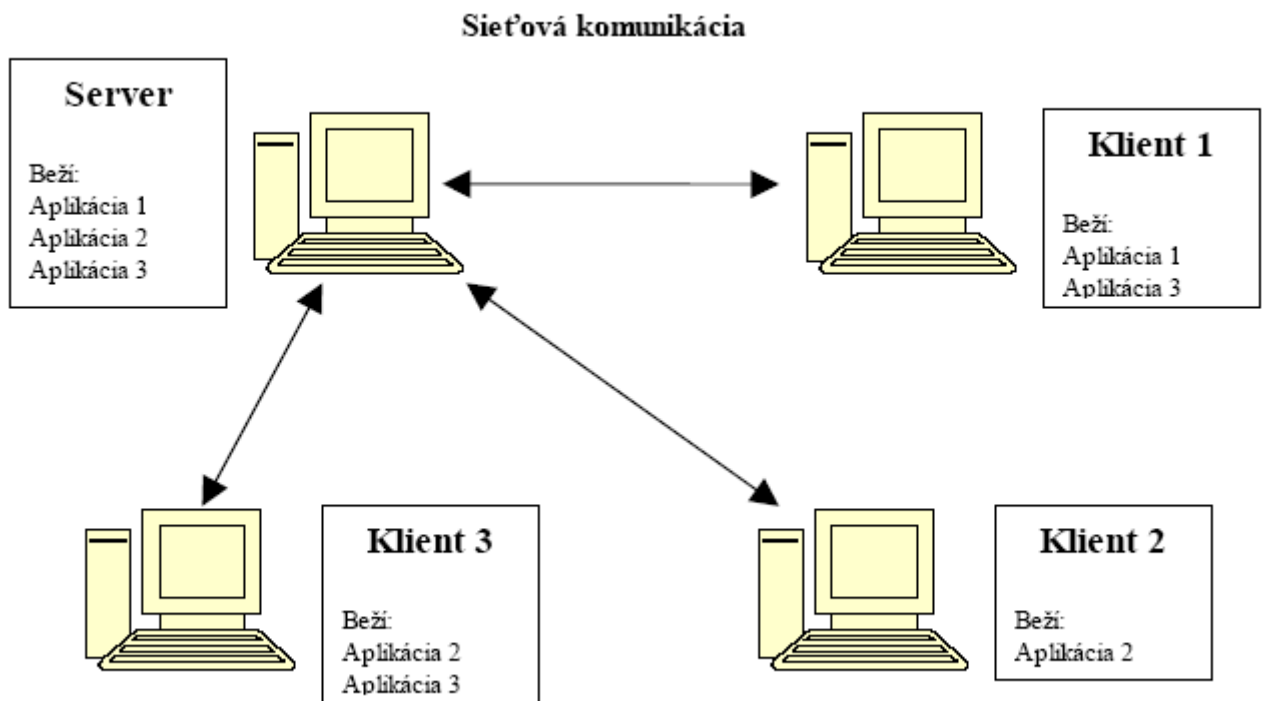 Sieťová komunikácia
Server
Beží:
Aplikácia 1
Aplikácia 2
Aplikácia 3
Klient 1
Beží:
Aplikácia 1
Aplikácia 3
Klient 3
Beží:
Aplikácia 2
Aplikácia 3
Klient 2
Beží:
Aplikácia 2